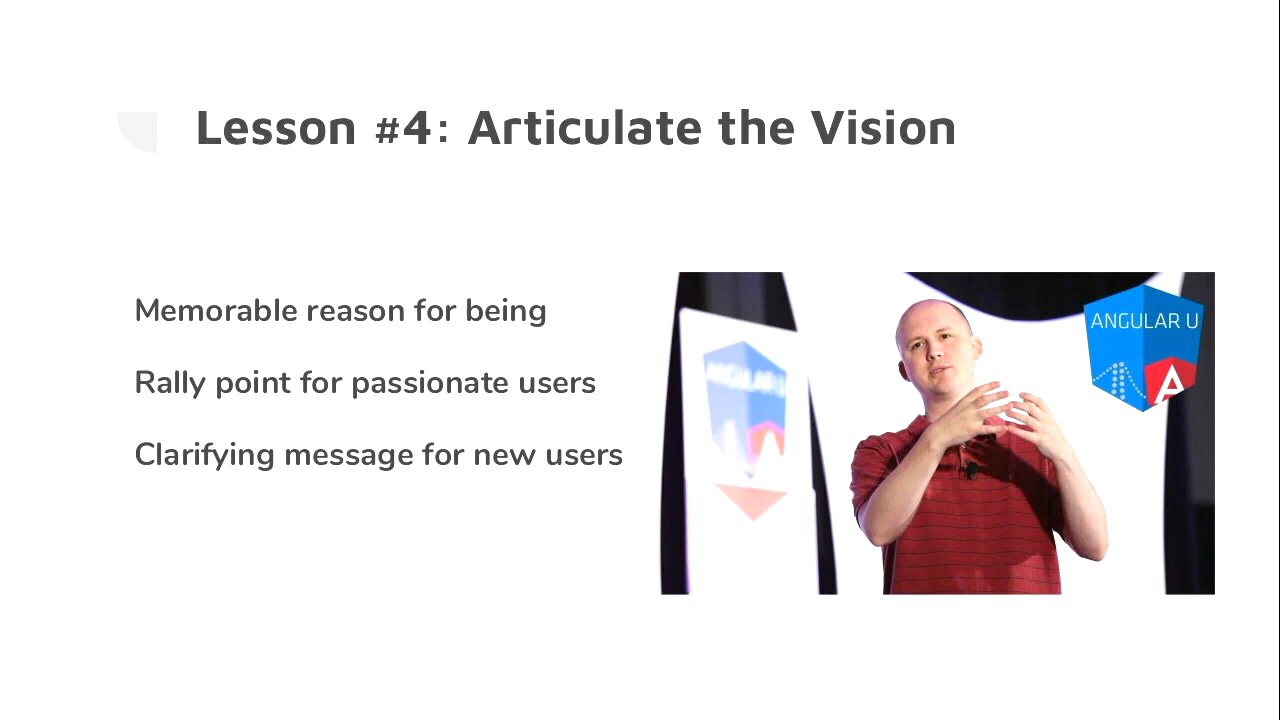 Lesson #4: Articulate the Vision
Memorable reason for being
Rally point for passionate users
Clarifying message for new users
ANGULAR U
ANGULAR U
A